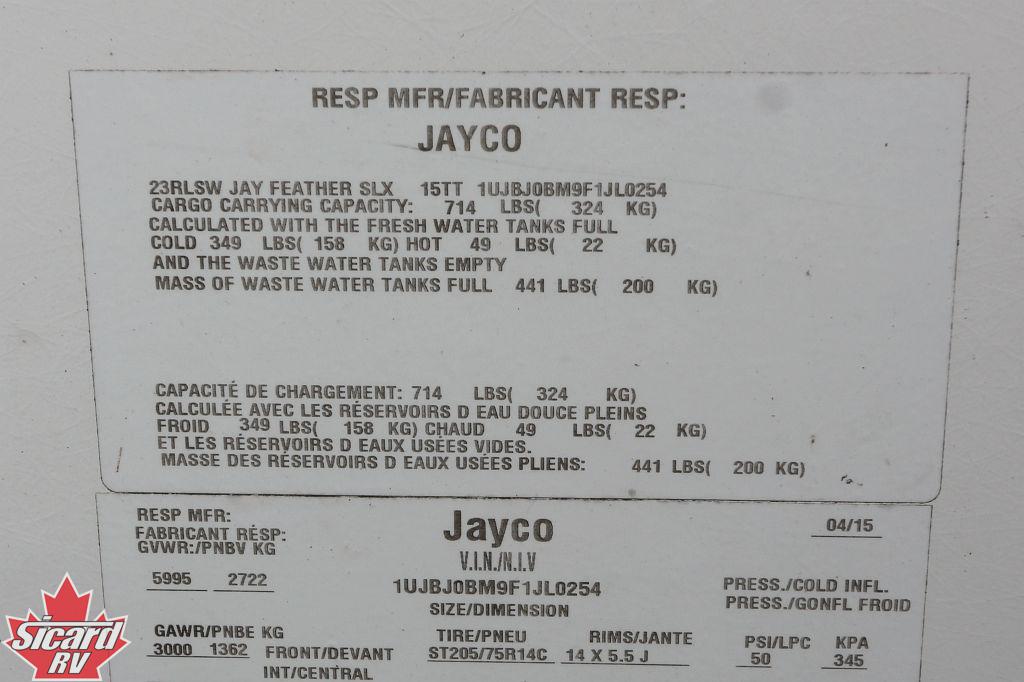 RESP MFR/FABRICANT RESP:
JAYCO
23RLSW JAY FEATHER SLX 15TT 1UJBJ0BM9F1JL0254
CARGO CARRYING CAPACITY: 714 LBS( 324 KG)
CALCULATED WITH THE FRESH WATER TANKS FULL
COLD 349 LBS( 158 KG) HOT 49 LBS( 22 KG)
AND THE WASTE WATER TANKS EMPTY
MASS OF WASTE WATER TANKS FULL 441 LBS( 200 KG)
CAPACITÉ DE CHARGEMENT: 714 LBS( 324 KG)
CALCULÉE AVEC LES RÉSERVOIRS D EAU DOUCE PLEINS
FROID 349 LBS( 158 KG) CHAUD 49 LBS( 22 KG)
ET LES RÉSERVOIRS D EAUX USÉES VIDES.
MASSE DES RÉSERVOIRS D EAUX USÉES PLIENS: 441 LBS( 200 KG)
RESP MFR: Jayco 04/15
FABRICANT RÉSP:
GVWR:/PNBV KG V.I.N./N.I.V
5995 2722 1UJBJ0BM9F1JL0254 PRESS./COLD INFL.
SIZE/DIMENSION PRESS./GONFL FROID
GAWR/PNBE KG TIRE/PNEU RIMS/JANTE PSI/LPC KPA
3000 1362 FRONT/DEVANT ST205/75R14C 14 X 5.5 J 50 345
INT/CENTRAL
Sicard
RV